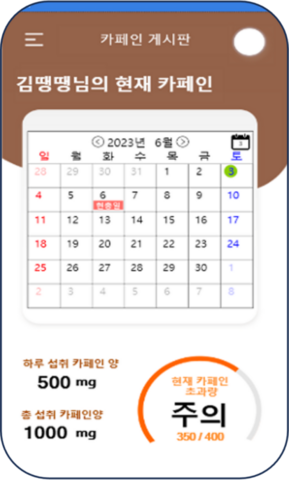 카페인 게시판
김땡땡님의 현재 카페인
2023년 6월
일 월 화 수 목 금 토
28 29 30 31 1 2 3
4 5 6 7 8 9 10
현충일
11 12 13 14 15 16 17
18 19 20 21 22 23 24
25 26 27 28 29 30 1
2 3 4 5 6 7 8
하루 섭취 카페인 양
500 mg
총 섭취 카페인양
1000 mg
현재 카페인
초과량
주의
350 / 400